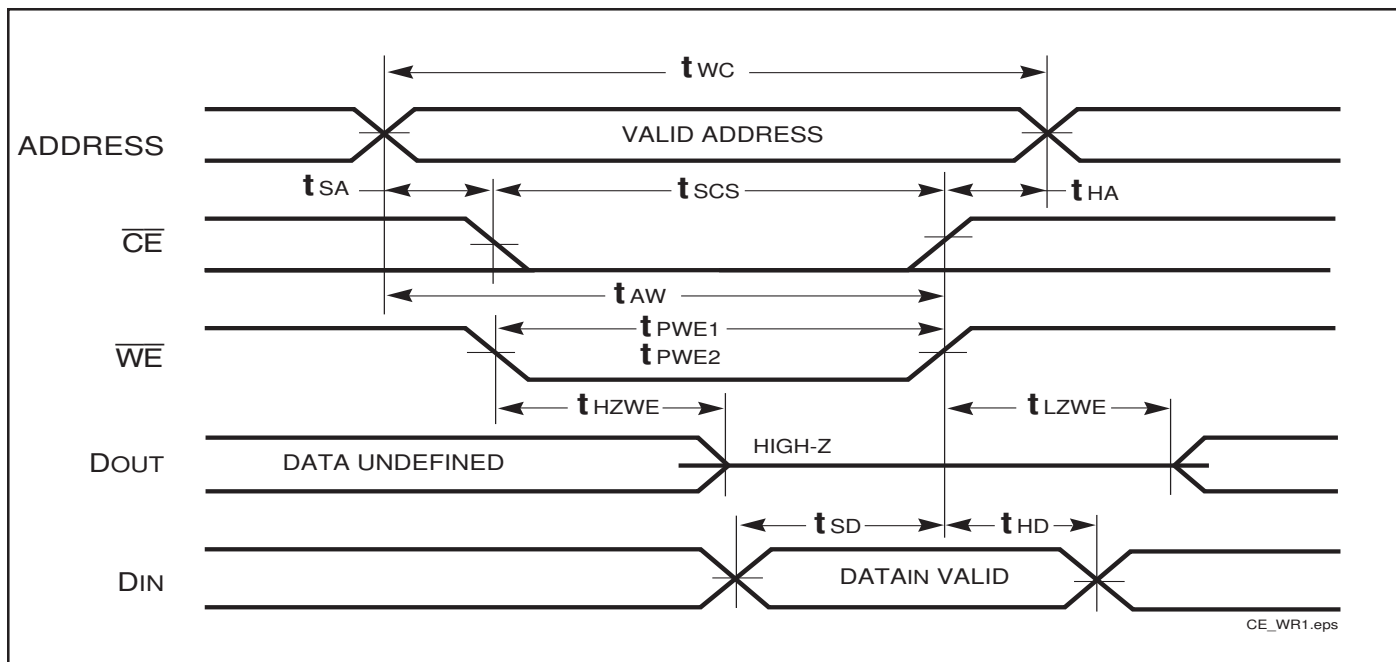 tWC
ADDRESS
VALID ADDRESS
tSA
tSCS
tHA
CE
tAW
tPWE1
WE
tPWE2
tHZWE
tLZWE
DOUT
DATA UNDEFINED
HIGH-Z
tSD
tHD
DIN
DATAIN VALID
CE_WR1.eps